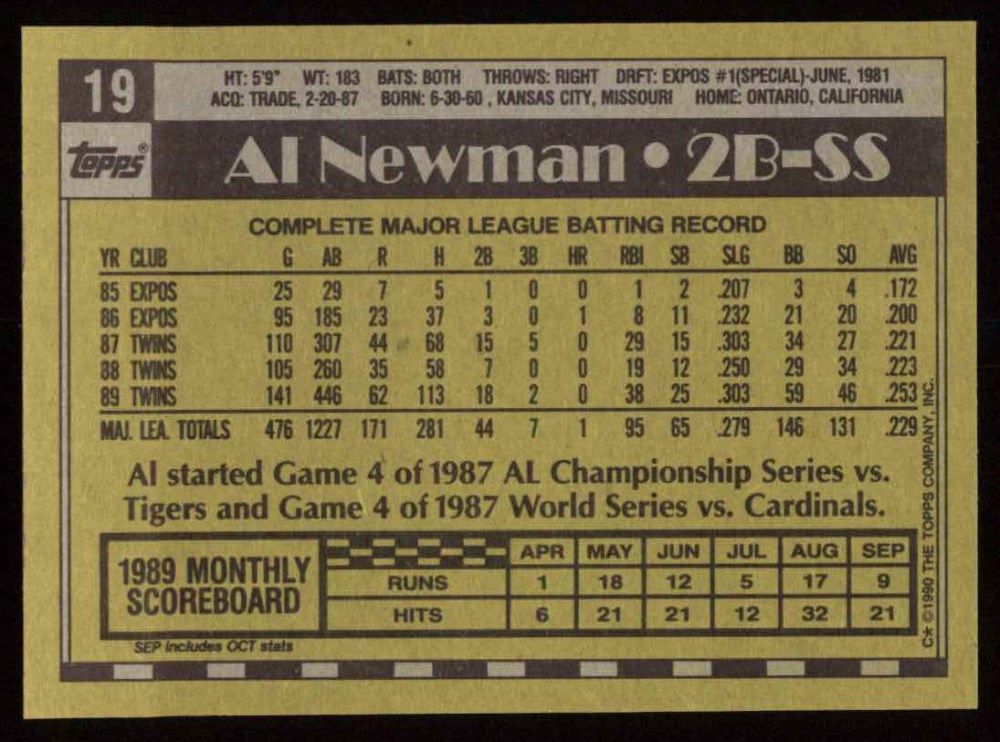 19
HT: 5'9" WT: 183 BATS: BOTH THROWS: RIGHT DRFT: EXPOS #1(SPECIAL)-JUNE, 1981
ACQ: TRADE, 2-20-87 BORN: 6-30-60 , KANSAS CITY, MISSOURI HOME: ONTARIO, CALIFORNIA
topps®
Al Newman • 2B-SS
COMPLETE MAJOR LEAGUE BATTING RECORD
YR CLUB G AB R H 2B 3B HR RBI SB SLG BB SO AVG
85 EXPOS 25 29 7 5 1 0 0 1 2 .207 3 4 .172
86 EXPOS 95 185 23 37 3 0 1 8 11 .232 21 20 .200
87 TWINS 110 307 44 68 15 5 0 29 15 .303 34 27 .221
88 TWINS 105 260 35 58 7 0 0 19 12 .250 29 34 .223
89 TWINS 141 446 62 113 18 2 0 38 25 .303 59 46 .253
MAJ. LEA. TOTALS 476 1227 171 281 44 7 1 95 65 .279 146 131 .229
Al started Game 4 of 1987 AL Championship Series vs.
Tigers and Game 4 of 1987 World Series vs. Cardinals.
1989 MONTHLY
SCOREBOARD
APR MAY JUN JUL AUG SEP
RUNS 1 18 12 5 17 9
HITS 6 21 21 12 32 21
SEP includes OCT stats
C* ©1990 THE TOPPS COMPANY, INC.